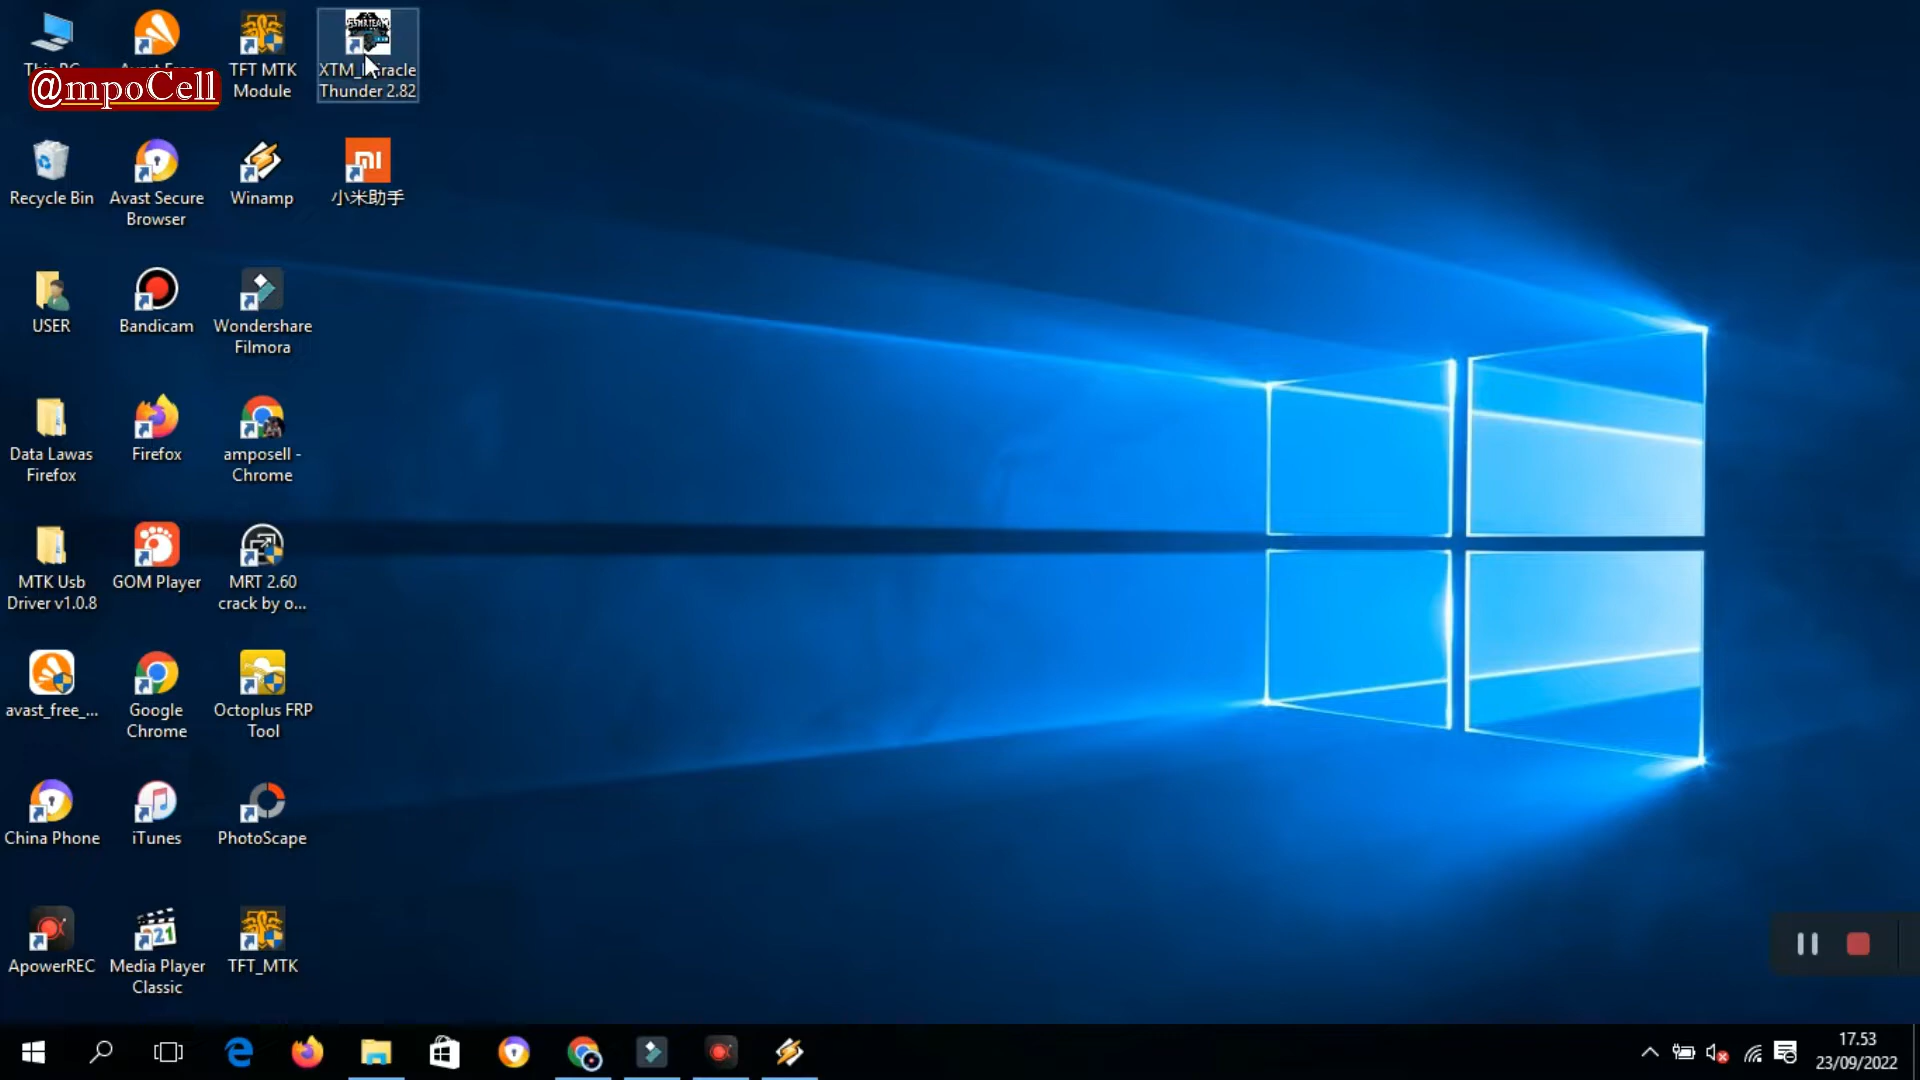 @mpoCell
TFT MTK
Module
Thunder 2.82
Recycle Bin
Avast Secure
Browser
Winamp
小米助手
USER
Bandicam
Wondershare
Filmora
Data Lawas
Firefox
Firefox
amposell -
Chrome
MTK Usb
Driver v1.0.8
GOM Player
MRT 2.60
crack by o...
avast_free_...
Google
Chrome
Octoplus FRP
Tool
China Phone
iTunes
PhotoScape
ApowerREC
Media Player
Classic
TFT_MTK
321
17.53
23/09/2022